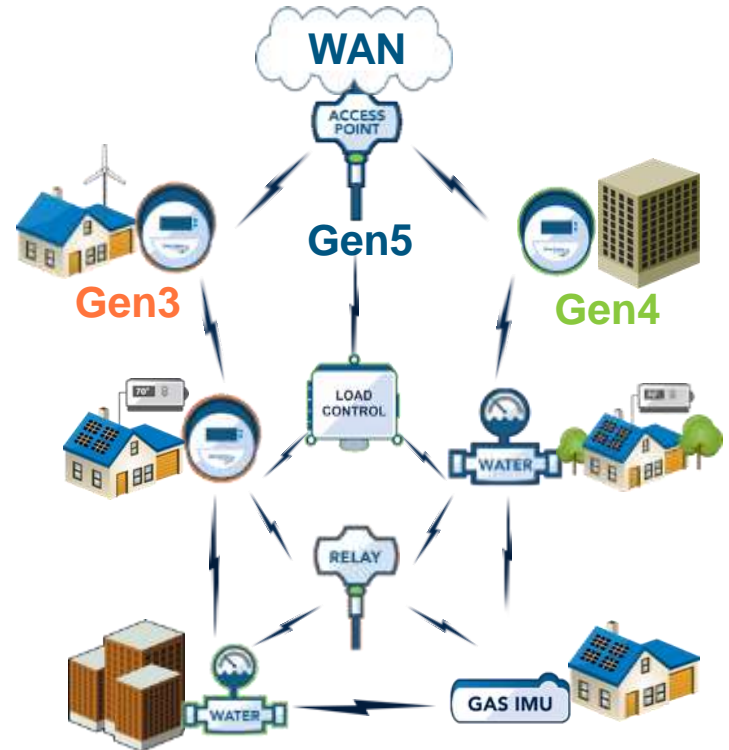 WAN
ACCESS
POINT
Gen5
Gen3
Gen4
70°
LOAD
CONTROL
WATER
RELAY
WATER
GAS IMU